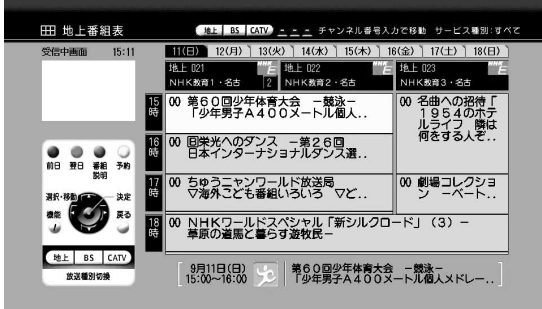 地上番組表
地上 BS CATV - - - チャンネル番号入力で移動 サービス種別:すべて
受信中画面 15:11
11(日) 12(月) 13(火) 14(水) 15(木) 16(金) 17(土) 18(日)
地上 021
NHK教育1・名古
E
2
地上 022
NHK教育2・名古
E
地上 023
NHK教育3・名古
E
15時
00 第60回少年体育大会 -競泳-
「少年男子A400メートル個人..
00 名曲への招待「
1954のホテ
ルライフ 隣は
何をする人ぞ..
16時
00 回栄光へのダンス -第26回
日本インターナショナルダンス選..
17時
00 ちゅうニャンワールド放送局
▽海外こども番組いろいろ ▽ど..
00 劇場コレクショ
ン -ベート..
18時
00 NHKワールドスペシャル「新シルクロード」(3) -
草原の道馬と暮らす遊牧民-
前日 翌日 番組説明 予約
選択・移動 決定
機能 戻る
地上 BS CATV
放送種別切換
9月11日(日)
15:00~16:00
第60回少年体育大会 -競泳-
「少年男子A400メートル個人メドレー..